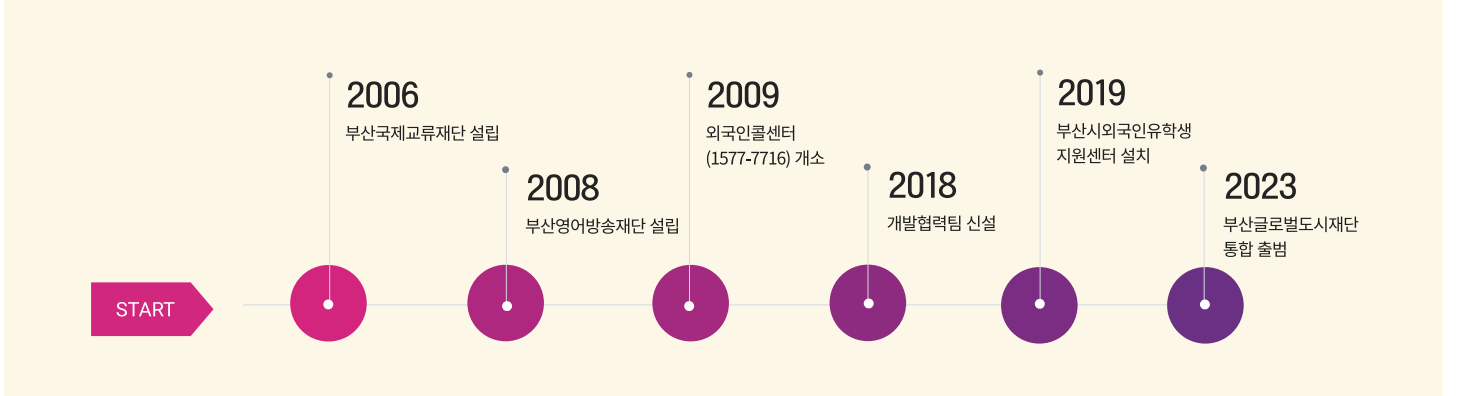 START
2006
부산국제교류재단 설립
2008
부산영어방송재단 설립
2009
외국인콜센터
(1577-7716) 개소
2018
개발협력팀 신설
2019
부산시외국인유학생
지원센터 설치
2023
부산글로벌도시재단
통합 출범